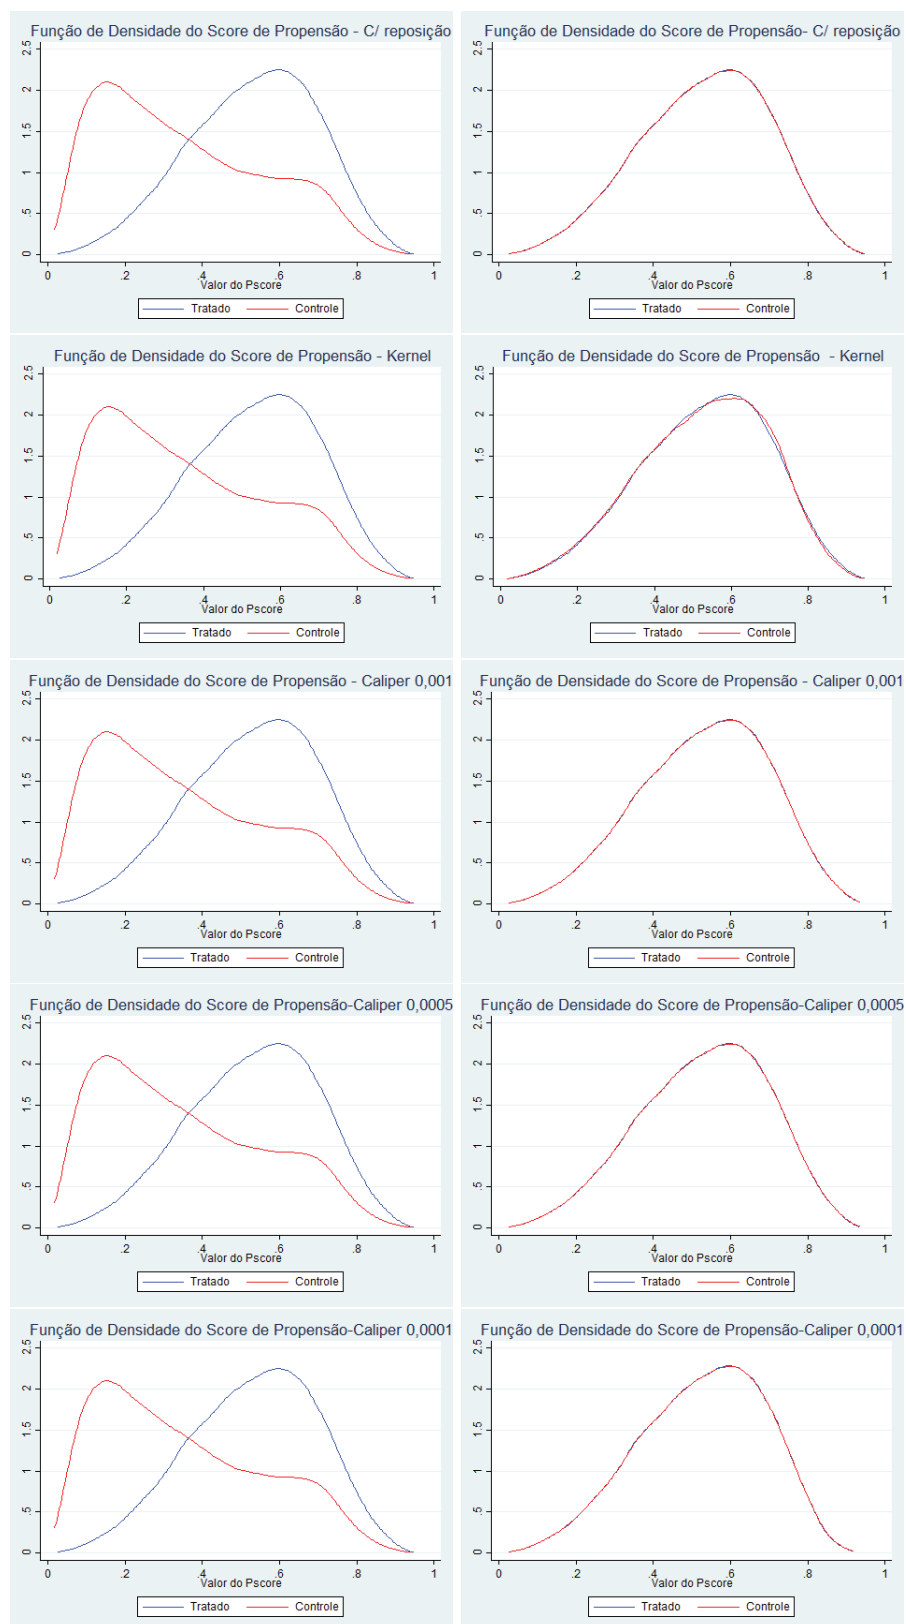 Função de Densidade do Score de Propensão - C/ reposição
2.5
2
1.5
1
.5
0
0 .2 .4 .6 .8 1
Valor do Pscore
Tratado Controle
Função de Densidade do Score de Propensão- C/ reposição
2.5
2
1.5
1
.5
0
0 .2 .4 .6 .8 1
Valor do Pscore
Tratado Controle
Função de Densidade do Score de Propensão - Kernel
2.5
2
1.5
1
.5
0
0 .2 .4 .6 .8 1
Valor do Pscore
Tratado Controle
Função de Densidade do Score de Propensão - Kernel
2.5
2
1.5
1
.5
0
0 .2 .4 .6 .8 1
Valor do Pscore
Tratado Controle
Função de Densidade do Score de Propensão - Caliper 0,001
2.5
2
1.5
1
.5
0
0 .2 .4 .6 .8 1
Valor do Pscore
Tratado Controle
Função de Densidade do Score de Propensão - Caliper 0,001
2.5
2
1.5
1
.5
0
0 .2 .4 .6 .8 1
Valor do Pscore
Tratado Controle
Função de Densidade do Score de Propensão-Caliper 0,0005
2.5
2
1.5
1
.5
0
0 .2 .4 .6 .8 1
Valor do Pscore
Tratado Controle
Função de Densidade do Score de Propensão-Caliper 0,0005
2.5
2
1.5
1
.5
0
0 .2 .4 .6 .8 1
Valor do Pscore
Tratado Controle
Função de Densidade do Score de Propensão-Caliper 0,0001
2.5
2
1.5
1
.5
0
0 .2 .4 .6 .8 1
Valor do Pscore
Tratado Controle
Função de Densidade do Score de Propensão-Caliper 0,0001
2.5
2
1.5
1
.5
0
0 .2 .4 .6 .8 1
Valor do Pscore
Tratado Controle